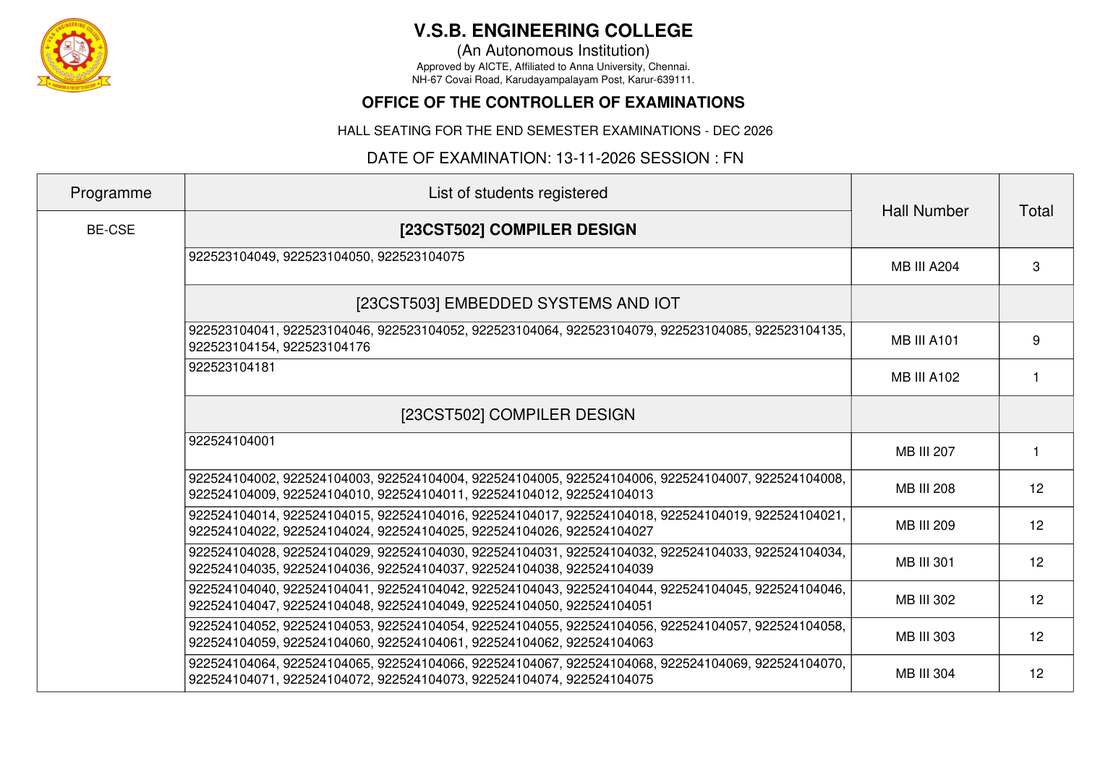 V.S.B. ENGINEERING COLLEGE
(An Autonomous Institution)
Approved by AICTE, Affiliated to Anna University, Chennai.
NH-67 Covai Road, Karudayampalayam Post, Karur-639111.
OFFICE OF THE CONTROLLER OF EXAMINATIONS
HALL SEATING FOR THE END SEMESTER EXAMINATIONS - DEC 2026
DATE OF EXAMINATION: 13-11-2026 SESSION : FN
Programme
List of students registered
Hall Number
Total
BE-CSE
[23CST502] COMPILER DESIGN
922523104049, 922523104050, 922523104075
MB III A204
3
[23CST503] EMBEDDED SYSTEMS AND IOT
922523104041, 922523104046, 922523104052, 922523104064, 922523104079, 922523104085, 922523104135,
922523104154, 922523104176
MB III A101
9
922523104181
MB III A102
1
[23CST502] COMPILER DESIGN
922524104001
MB III 207
1
922524104002, 922524104003, 922524104004, 922524104005, 922524104006, 922524104007, 922524104008,
922524104009, 922524104010, 922524104011, 922524104012, 922524104013
MB III 208
12
922524104014, 922524104015, 922524104016, 922524104017, 922524104018, 922524104019, 922524104021,
922524104022, 922524104024, 922524104025, 922524104026, 922524104027
MB III 209
12
922524104028, 922524104029, 922524104030, 922524104031, 922524104032, 922524104033, 922524104034,
922524104035, 922524104036, 922524104037, 922524104038, 922524104039
MB III 301
12
922524104040, 922524104041, 922524104042, 922524104043, 922524104044, 922524104045, 922524104046,
922524104047, 922524104048, 922524104049, 922524104050, 922524104051
MB III 302
12
922524104052, 922524104053, 922524104054, 922524104055, 922524104056, 922524104057, 922524104058,
922524104059, 922524104060, 922524104061, 922524104062, 922524104063
MB III 303
12
922524104064, 922524104065, 922524104066, 922524104067, 922524104068, 922524104069, 922524104070,
922524104071, 922524104072, 922524104073, 922524104074, 922524104075
MB III 304
12